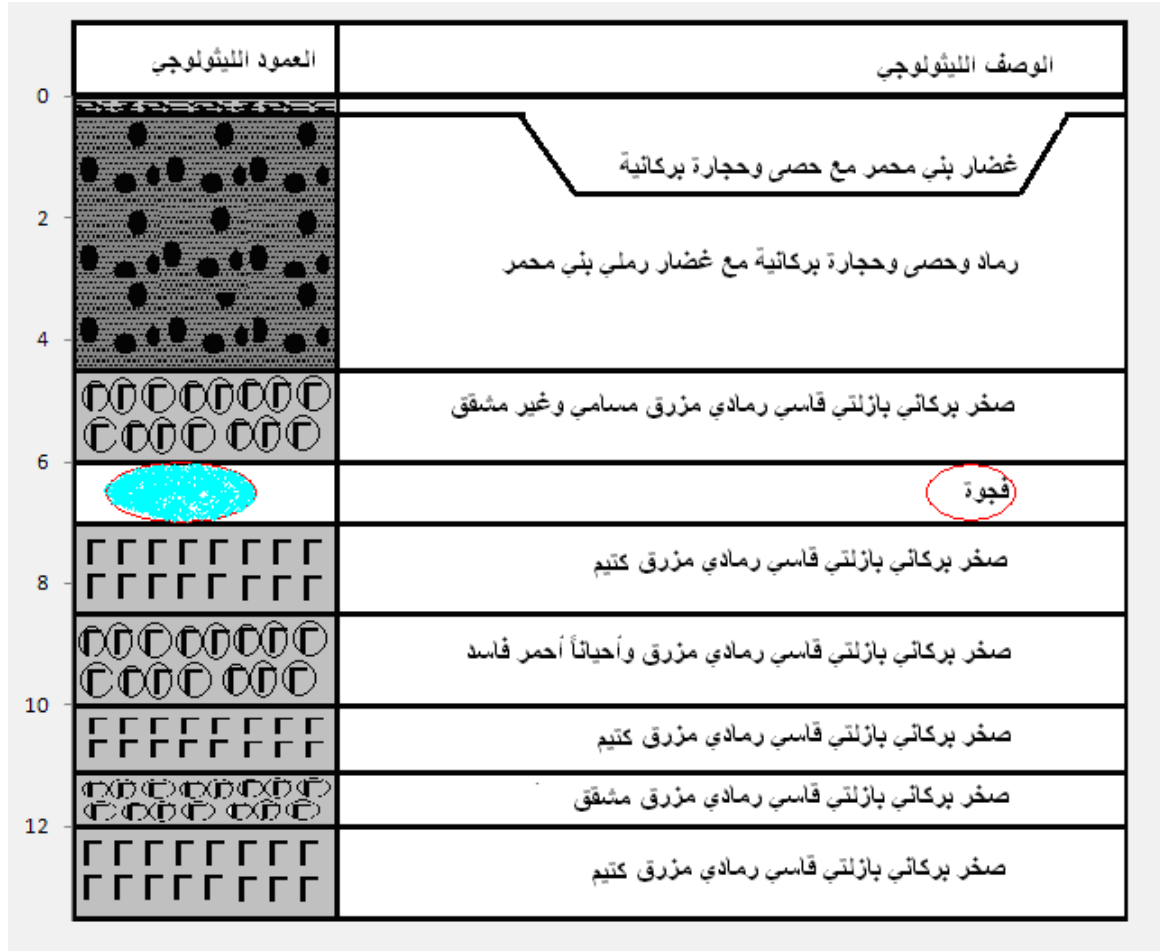 الوصف الليثولوجي
العمود الليثولوجي
0
غضار بني محمر مع حصى وحجارة بركانية
2
رماد وحصى وحجارة بركانية مع غضار رملي بني محمر
4
صخر بركاني بازلتي قاسي رمادي مزرق مسامي وغير مشقق
6
فجوة
صخر بركاني بازلتي قاسي رمادي مزرق كتيم
8
صخر بركاني بازلتي قاسي رمادي مزرق وأحياناً أحمر فاسد
10
صخر بركاني بازلتي قاسي رمادي مزرق كتيم
صخر بركاني بازلتي قاسي رمادي مزرق مشقق
12
صخر بركاني بازلتي قاسي رمادي مزرق كتيم